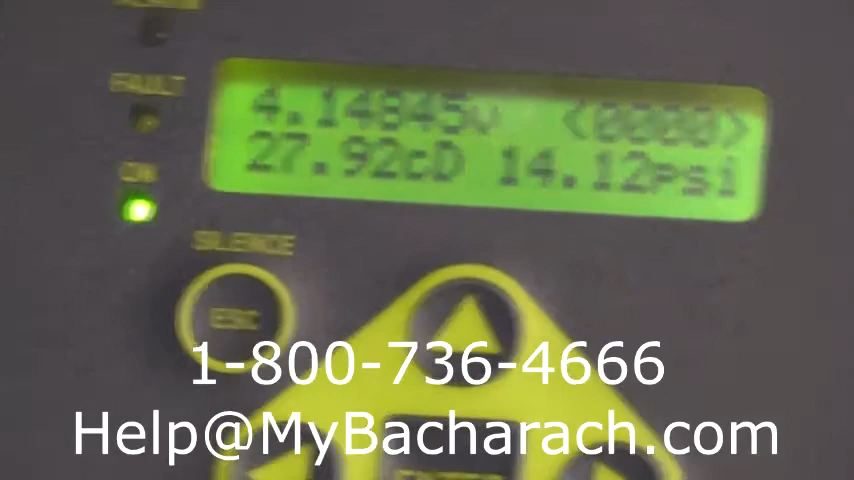 FAULT
4.14845v <0000>
ON
27.92cD 14.12psi
SILENCE
ESC
1-800-736-4666
Help@MyBacharach.com